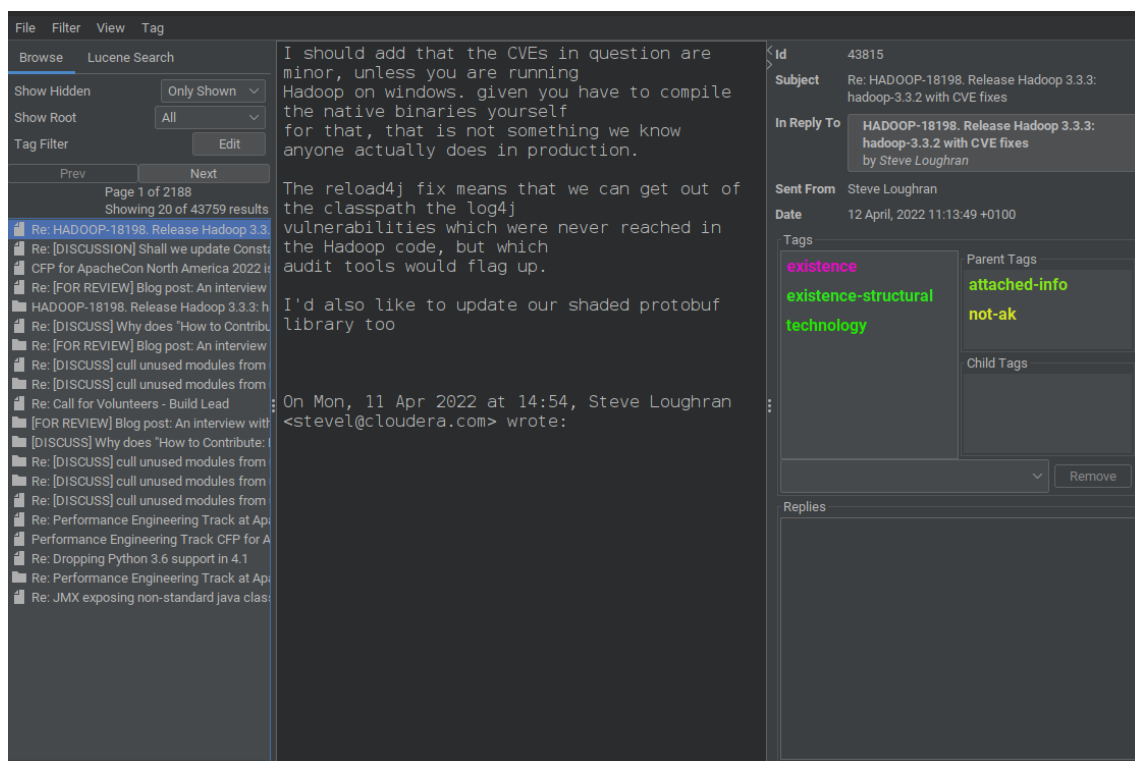 File Filter View Tag
Browse Lucene Search
Show Hidden Only Shown
Show Root All
Tag Filter Edit
Prev Next
Page 1 of 2188
Showing 20 of 43759 results
Re: HADOOP-18198. Release Hadoop 3.3.
Re: [DISCUSSION] Shall we update Consta
CFP for ApacheCon North America 2022 is
Re: [FOR REVIEW] Blog post: An interview
HADOOP-18198. Release Hadoop 3.3.3: h
Re: [DISCUSS] Why does "How to Contribu
Re: [FOR REVIEW] Blog post: An interview
Re: [DISCUSS] cull unused modules from
Re: [DISCUSS] cull unused modules from
Re: Call for Volunteers - Build Lead
[FOR REVIEW] Blog post: An interview with
[DISCUSS] Why does "How to Contribute:
Re: [DISCUSS] cull unused modules from
Re: [DISCUSS] cull unused modules from
Re: [DISCUSS] cull unused modules from
Re: Performance Engineering Track at Apa
Performance Engineering Track CFP for A
Re: Dropping Python 3.6 support in 4.1
Re: Performance Engineering Track at Apa
Re: JMX exposing non-standard java class
I should add that the CVEs in question are
minor, unless you are running
Hadoop on windows. given you have to compile
the native binaries yourself
for that, that is not something we know
anyone actually does in production.
The reload4j fix means that we can get out of
the classpath the log4j
vulnerabilities which were never reached in
the Hadoop code, but which
audit tools would flag up.
I'd also like to update our shaded protobuf
library too
On Mon, 11 Apr 2022 at 14:54, Steve Loughran
<stevel@cloudera.com> wrote:
Id 43815
Subject Re: HADOOP-18198. Release Hadoop 3.3.3:
hadoop-3.3.2 with CVE fixes
In Reply To HADOOP-18198. Release Hadoop 3.3.3:
hadoop-3.3.2 with CVE fixes
by Steve Loughran
Sent From Steve Loughran
Date 12 April, 2022 11:13:49 +0100
Tags
existence
existence-structural
technology
Parent Tags
attached-info
not-ak
Child Tags
Remove
Replies